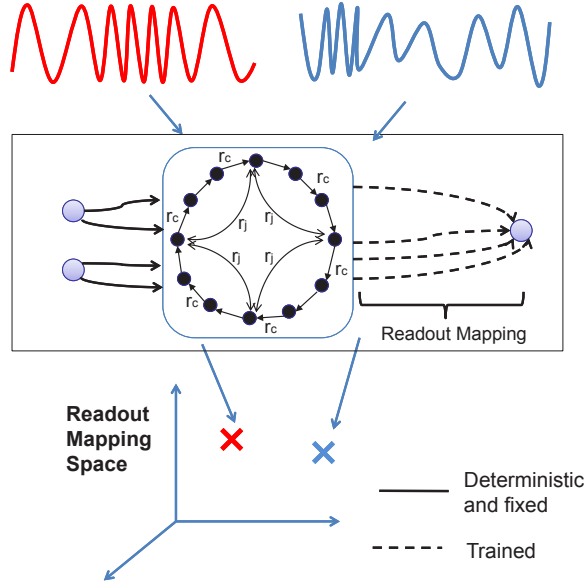 rc
rc
rc
rj
rj
rj
rj
rc
rc
rc
Readout Mapping
Readout
Mapping
Space
Deterministic
and fixed
Trained